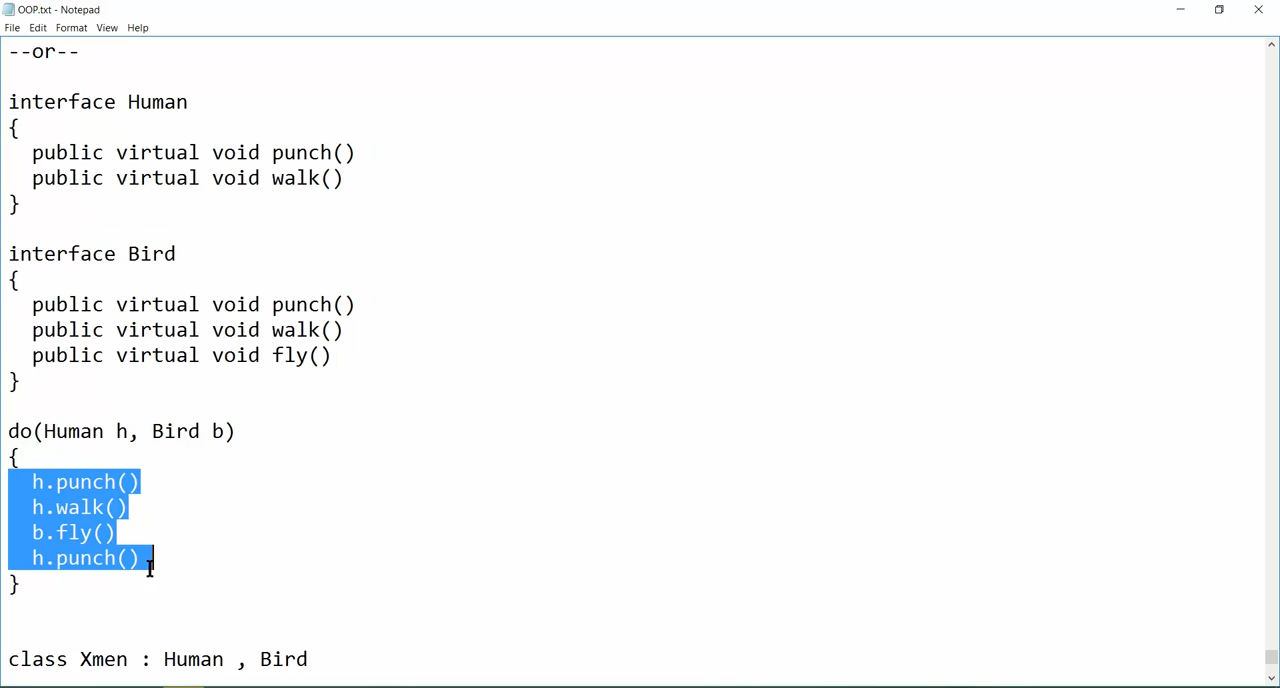 OOP.txt - Notepad
File Edit Format View Help
--or--
interface Human
{
public virtual void punch()
public virtual void walk()
}
interface Bird
{
public virtual void punch()
public virtual void walk()
public virtual void fly()
}
do(Human h, Bird b)
{
h.punch()
h.walk()
b.fly()
h.punch()
}
class Xmen : Human , Bird